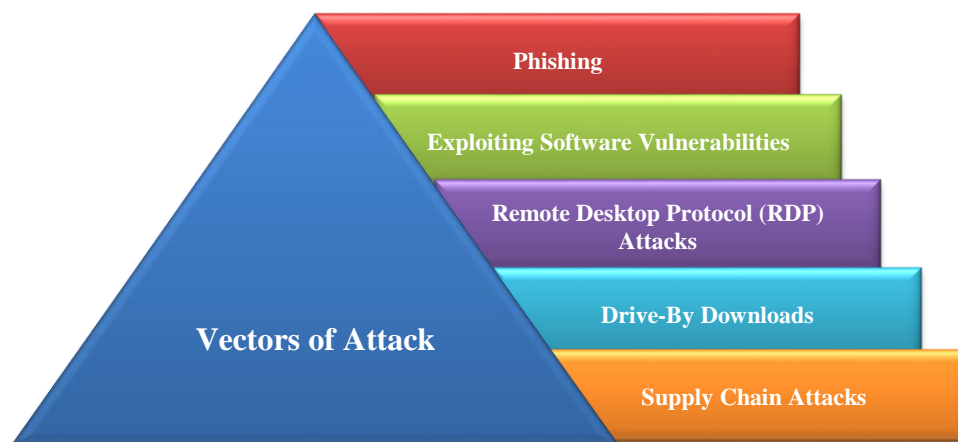 Phishing
Exploiting Software Vulnerabilities
Remote Desktop Protocol (RDP)
Attacks
Drive-By Downloads
Vectors of Attack
Supply Chain Attacks